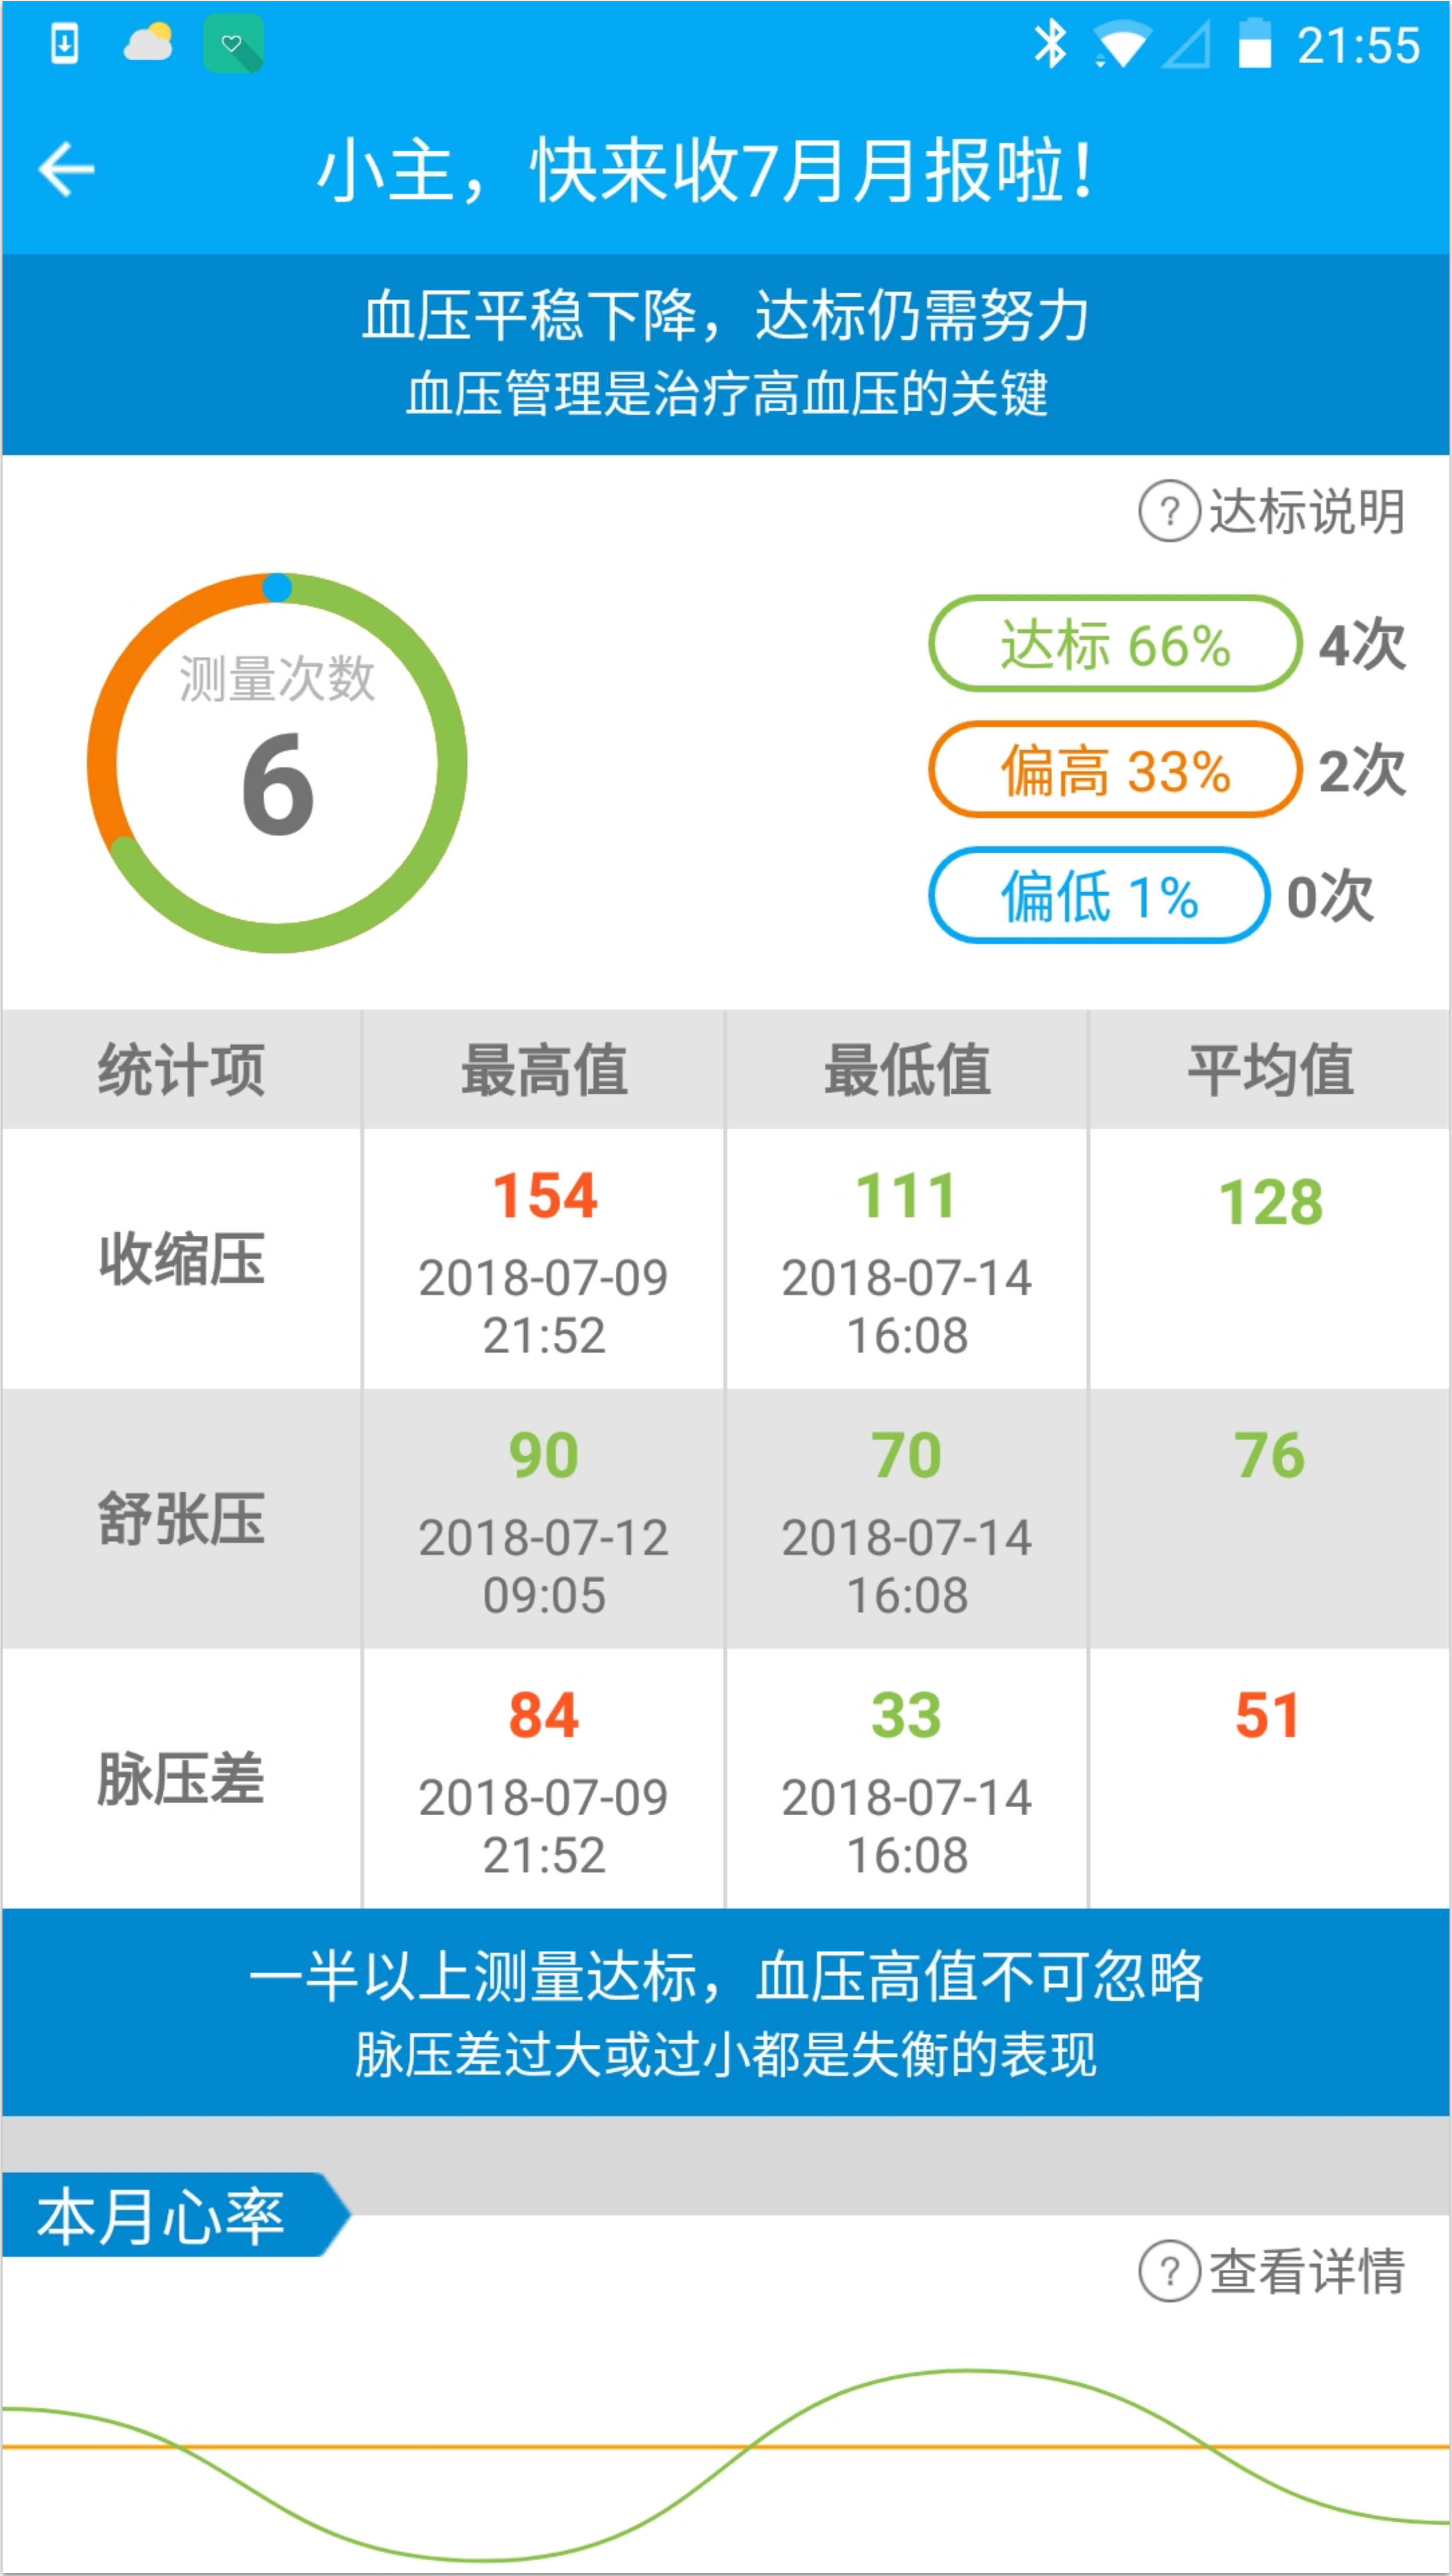 21:55
小主，快来收7月月报啦！
血压平稳下降，达标仍需努力
血压管理是治疗高血压的关键
? 达标说明
测量次数
6
达标 66% 4次
偏高 33% 2次
偏低 1% 0次
统计项 最高值 最低值 平均值
收缩压
154
2018-07-09
21:52
111
2018-07-14
16:08
128
舒张压
90
2018-07-12
09:05
70
2018-07-14
16:08
76
脉压差
84
2018-07-09
21:52
33
2018-07-14
16:08
51
一半以上测量达标，血压高值不可忽略
脉压差过大或过小都是失衡的表现
本月心率
? 查看详情